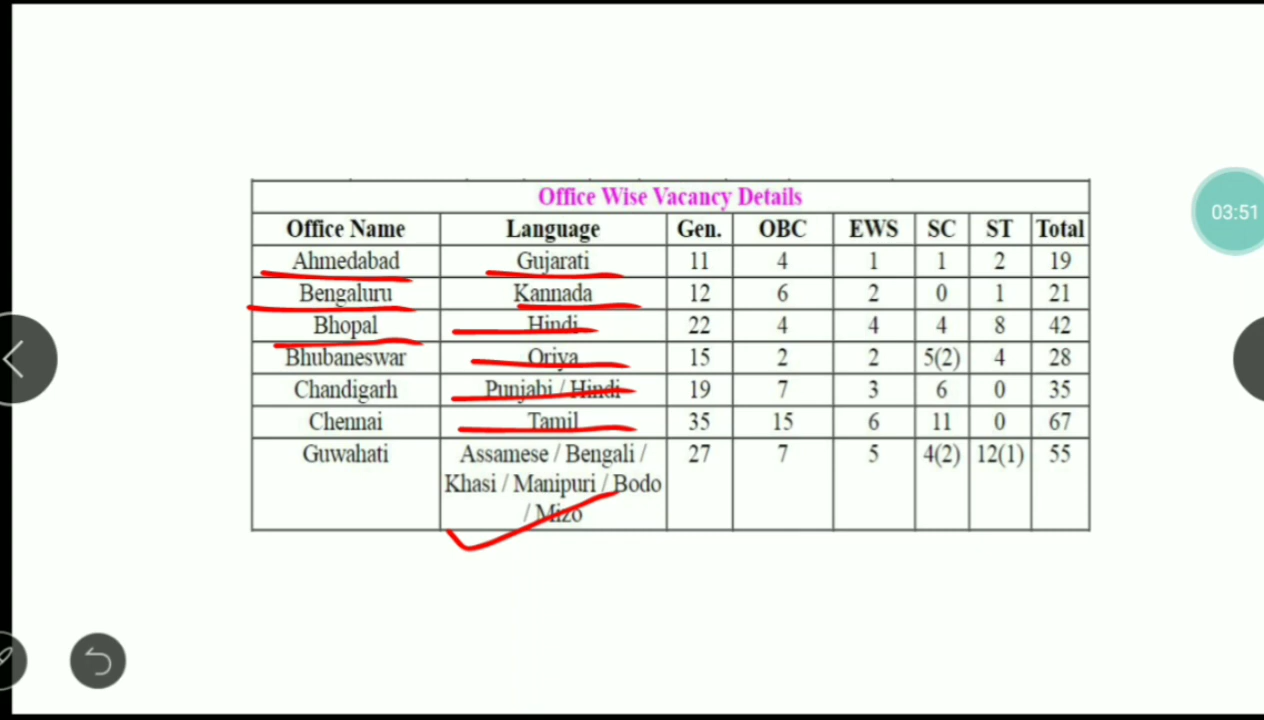 Office Wise Vacancy Details
Office Name Language Gen. OBC EWS SC ST Total
Ahmedabad Gujarati 11 4 1 1 2 19
Bengaluru Kannada 12 6 2 0 1 21
Bhopal Hindi 22 4 4 4 8 42
Bhubaneswar Oriya 15 2 2 5(2) 4 28
Chandigarh Punjabi / Hindi 19 7 3 6 0 35
Chennai Tamil 35 15 6 11 0 67
Guwahati Assamese / Bengali / 27 7 5 4(2) 12(1) 55
Khasi / Manipuri / Bodo
/ Mizo
03:51